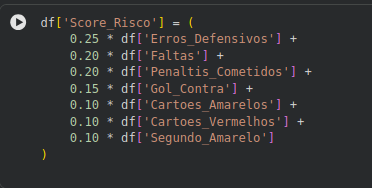 df['Score_Risco'] = (
    0.25 * df['Erros_Defensivos'] +
    0.20 * df['Faltas'] +
    0.20 * df['Penaltis_Cometidos'] +
    0.15 * df['Gol_Contra'] +
    0.10 * df['Cartoes_Amarelos'] +
    0.10 * df['Cartoes_Vermelhos'] +
    0.10 * df['Segundo_Amarelo']
)